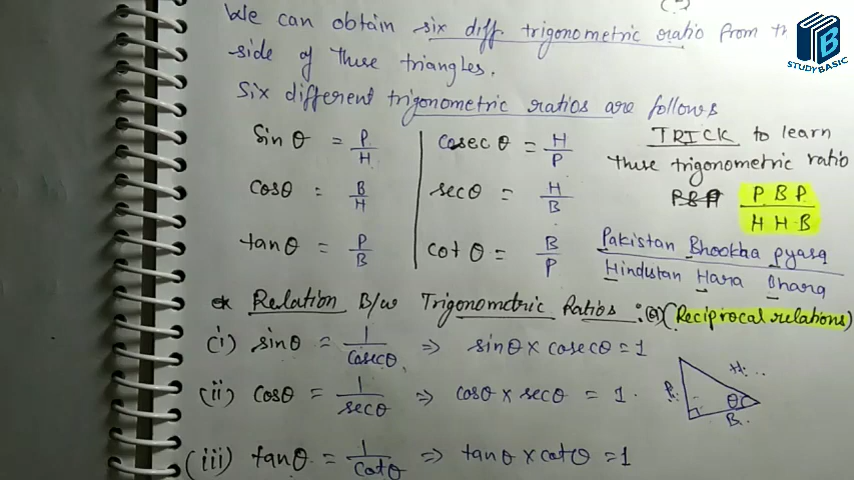 We can obtain six diff trigonometric ratio from th
side of these triangles.
Six different trigonometric ratios are follows
sin θ = P/H
cosec θ = H/P
cosθ = B/H
secθ = H/B
tanθ = P/B
cot θ = B/P
TRICK to learn
these trigonometric ratio
P B P
H H B
Pakistan Bhookha pyasa
Hindustan Hara Bhara
Relation B/w Trigonometric Ratios :- (Reciprocal relations)
(i) sinθ = 1/cosecθ ⇒ sinθ × cosecθ = 1
(ii) cosθ = 1/secθ ⇒ cosθ × secθ = 1.
(iii) tanθ = 1/cotθ ⇒ tanθ × cotθ = 1
H
P
θ
B
B
STUDYBASIC